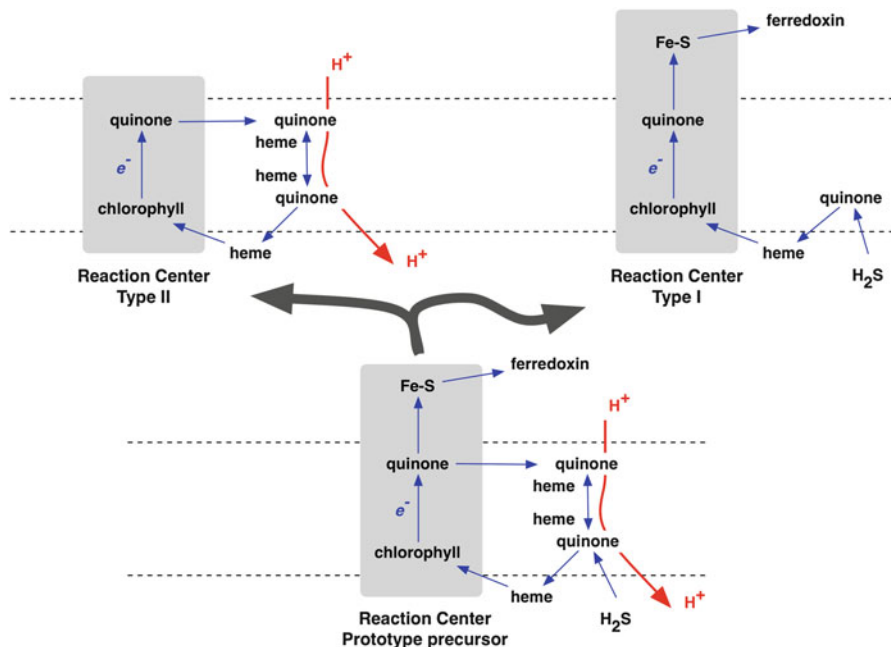 H+
quinone
quinone
heme
heme
quinone
e-
chlorophyll
heme
H+
Reaction Center
Type II
ferredoxin
Fe-S
quinone
e-
chlorophyll
quinone
heme
H2S
Reaction Center
Type I
ferredoxin
Fe-S
H+
quinone
quinone
heme
e-
heme
quinone
chlorophyll
heme
H2S
H+
Reaction Center
Prototype precursor